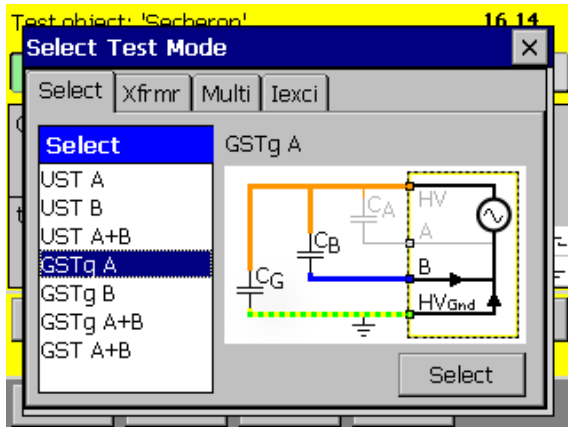 Test object: 'Secheron' 16 14
Select Test Mode
Select Xfrmr Multi Iexci
Select
GSTg A
UST A
UST B
UST A+B
GSTg A
GSTg B
GSTg A+B
GST A+B
HV
CA
A
CB
B
CG
HVGnd
Select